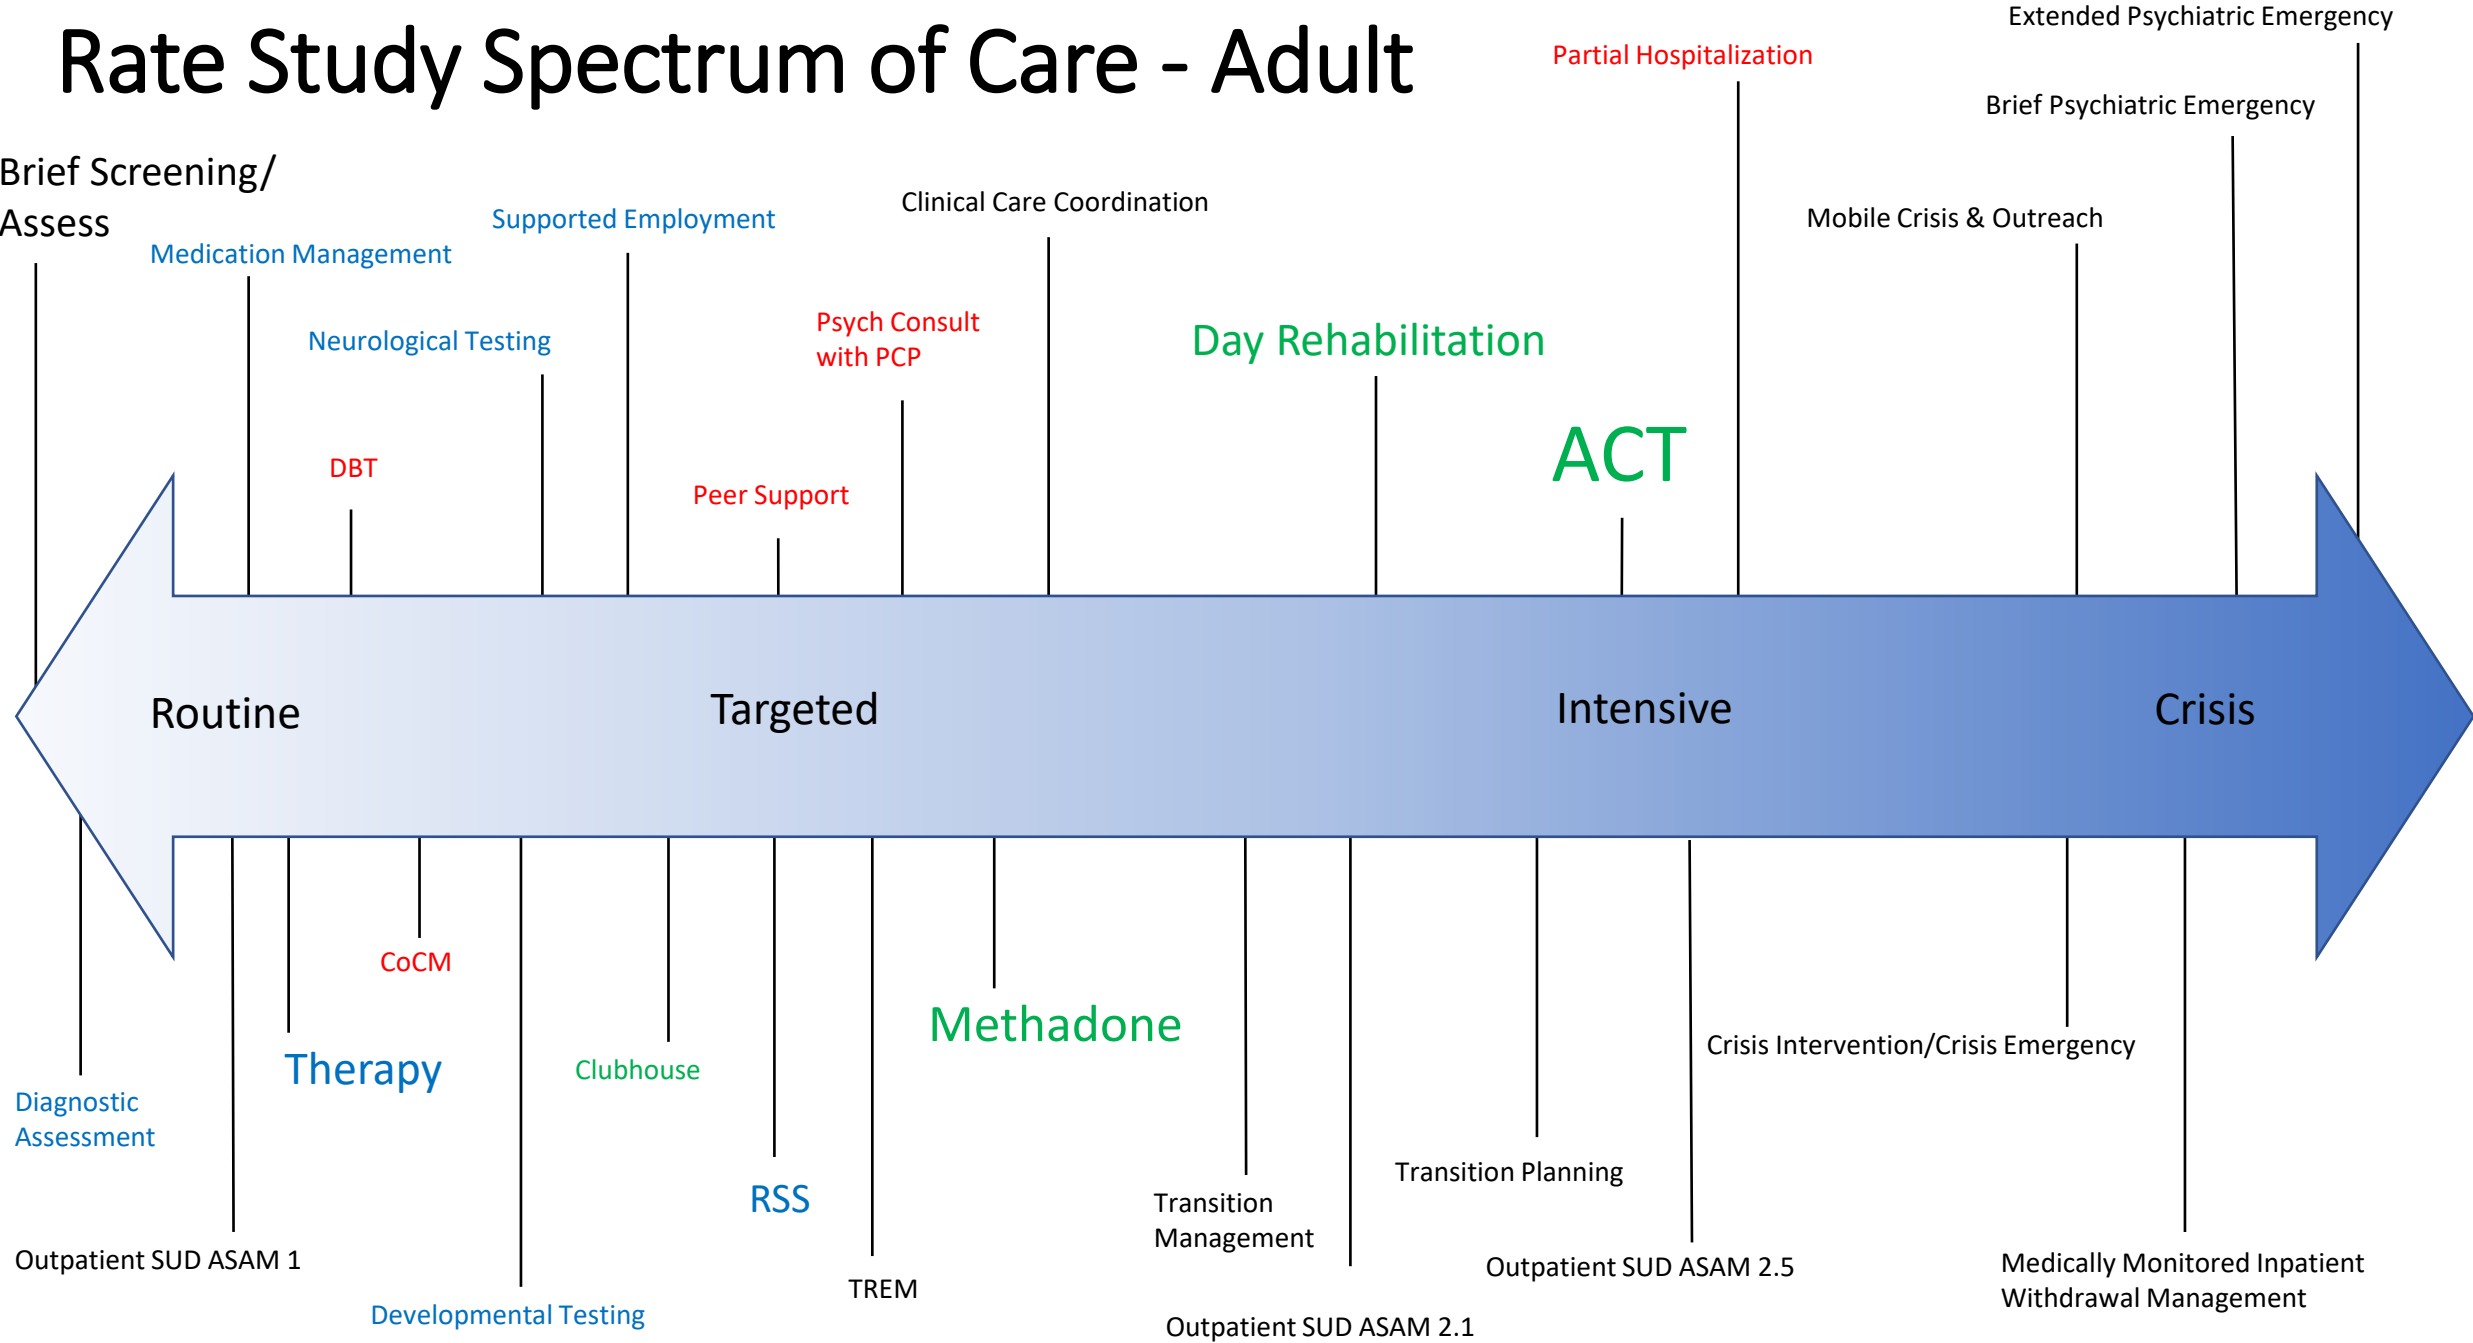 Rate Study Spectrum of Care - Adult
Extended Psychiatric Emergency
Partial Hospitalization
Brief Psychiatric Emergency
Brief Screening/
Assess
Clinical Care Coordination
Supported Employment
Mobile Crisis & Outreach
Medication Management
Psych Consult
with PCP
Neurological Testing
Day Rehabilitation
ACT
DBT
Peer Support
Routine
Targeted
Intensive
Crisis
CoCM
Methadone
Therapy
Clubhouse
Crisis Intervention/Crisis Emergency
Diagnostic
Assessment
RSS
Transition
Management
Transition Planning
Outpatient SUD ASAM 1
TREM
Outpatient SUD ASAM 2.5
Medically Monitored Inpatient
Withdrawal Management
Developmental Testing
Outpatient SUD ASAM 2.1